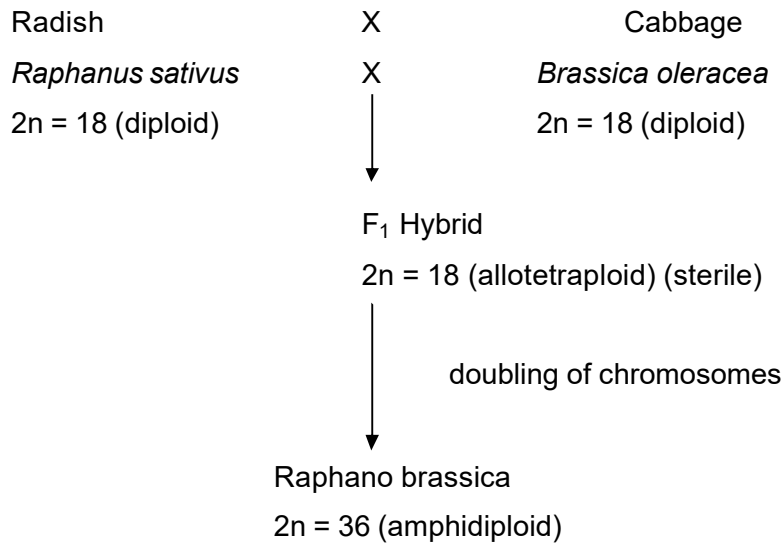 Radish X Cabbage
Raphanus sativus X Brassica oleracea
2n = 18 (diploid) 2n = 18 (diploid)
F₁ Hybrid
2n = 18 (allotetraploid) (sterile)
doubling of chromosomes
Raphano brassica
2n = 36 (amphidiploid)